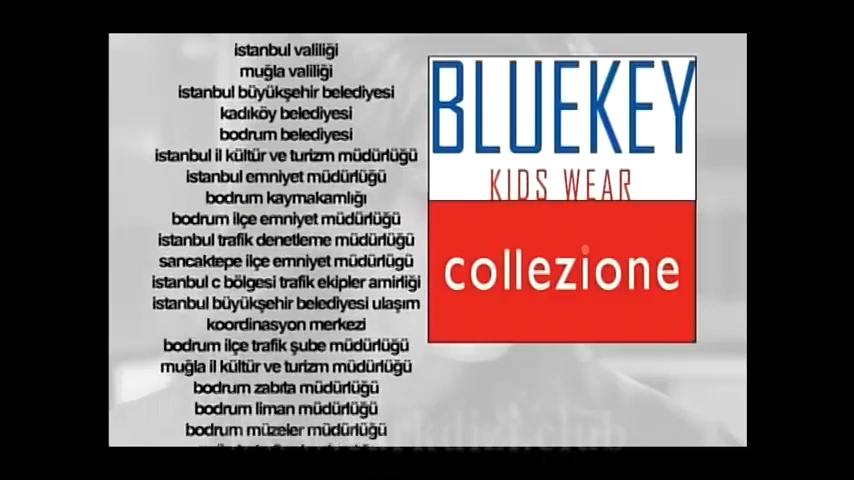 istanbul valiliği
muğla valiliği
istanbul büyükşehir belediyesi
kadıköy belediyesi
bodrum belediyesi
istanbul il kültür ve turizm müdürlüğü
istanbul emniyet müdürlüğü
bodrum kaymakamlığı
bodrum ilçe emniyet müdürlüğü
istanbul trafik denetleme müdürlüğü
sancaktepe ilçe emniyet müdürlügü
istanbul c bölgesi trafik ekipler amirliği
istanbul büyükşehir belediyesi ulaşım
koordinasyon merkezi
bodrum ilçe trafik şube müdürlüğü
muğla il kültür ve turizm müdürlüğü
bodrum zabıta müdürlüğü
bodrum liman müdürlüğü
bodrum müzeler müdürlüğü
BLUEKEY
KIDS WEAR
collezione